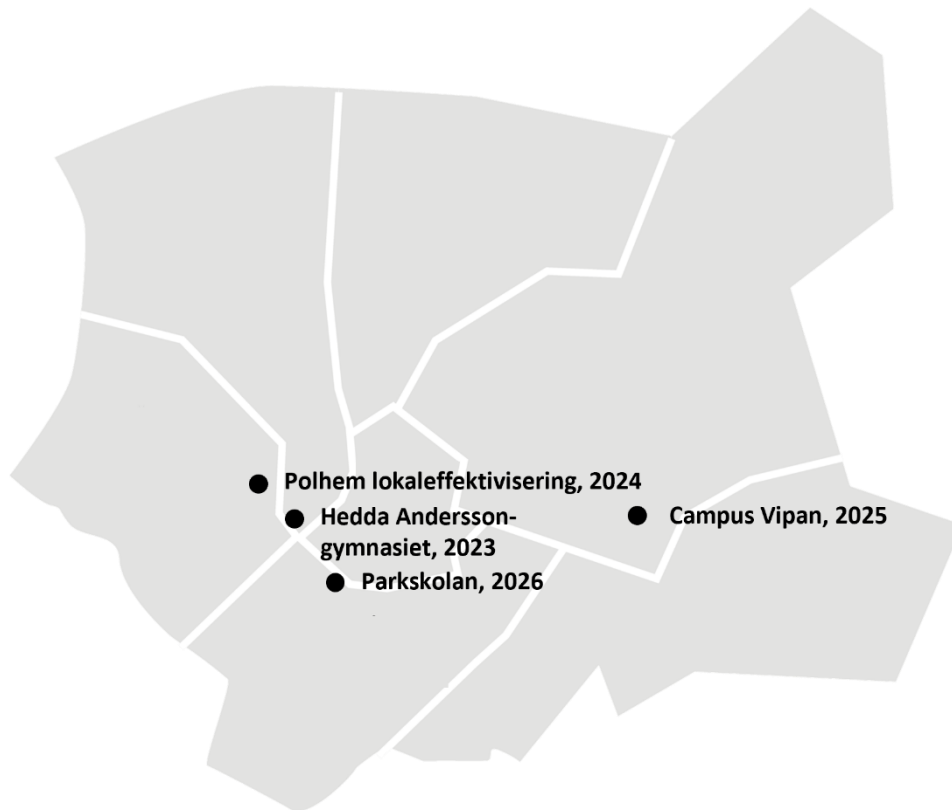 Polhem lokaleffektivisering, 2024
Hedda Andersson-
gymnasiet, 2023
Campus Vipan, 2025
Parkskolan, 2026